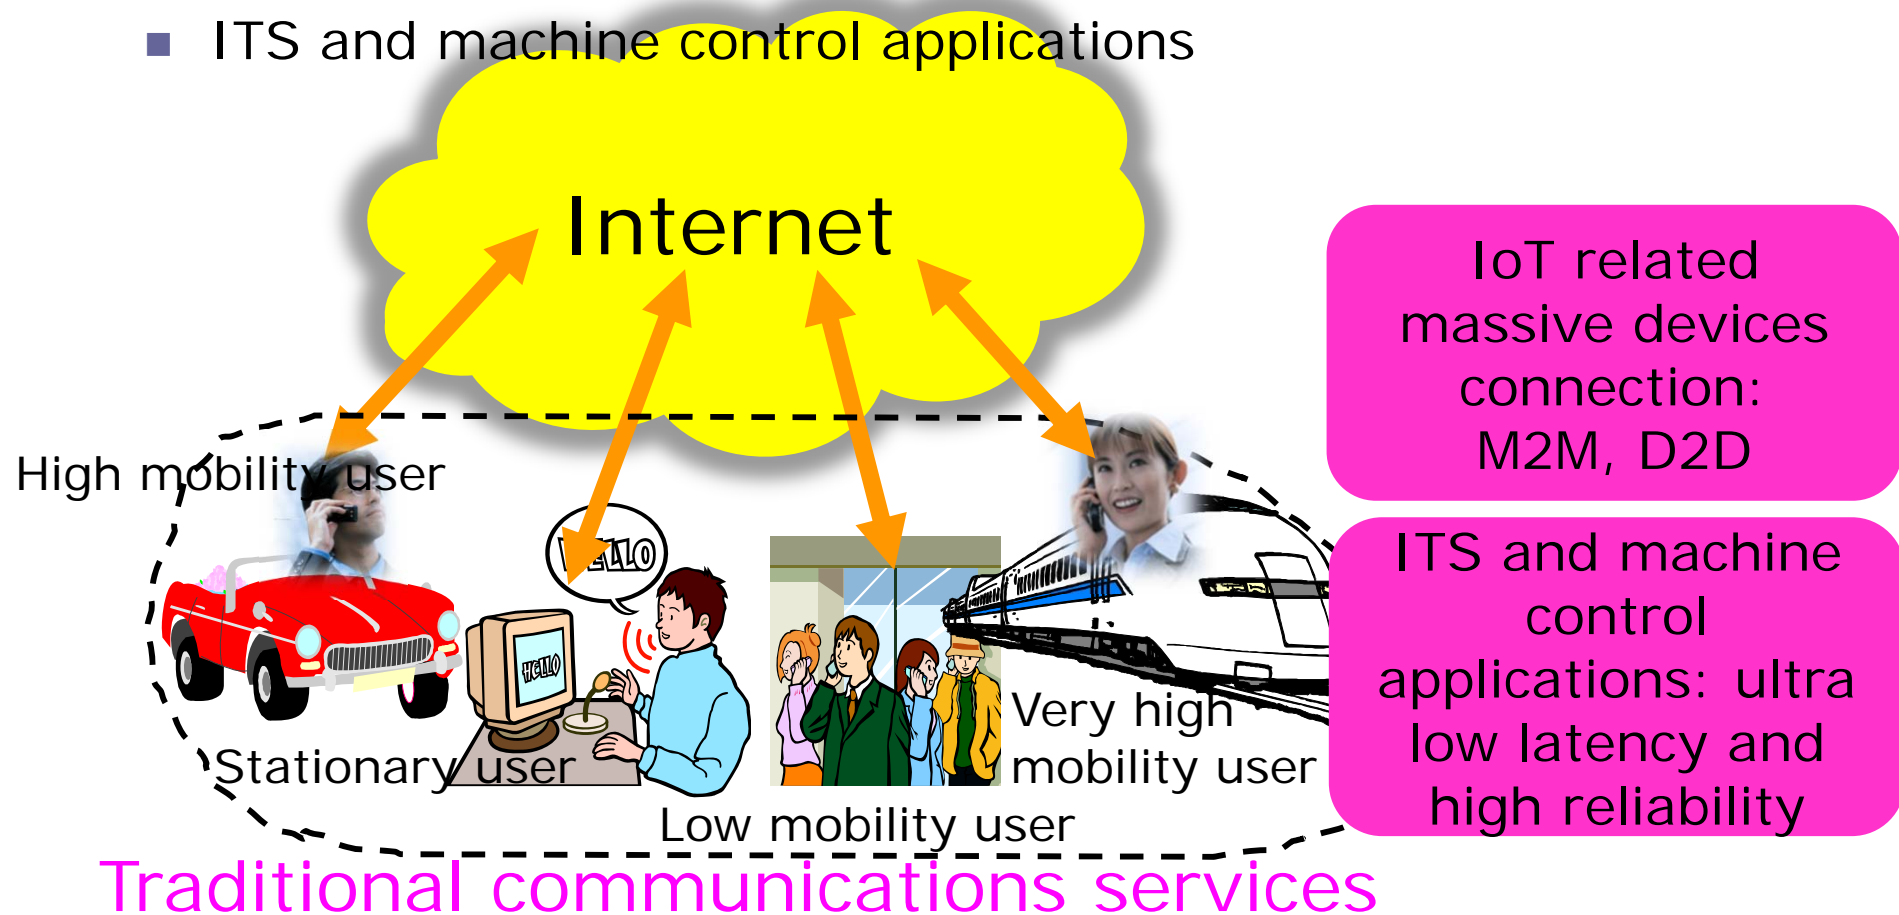 ITS and machine control applications
Internet
IoT related
massive devices
connection:
M2M, D2D
High mobility user
HELLO
HELLO
ITS and machine
control
applications: ultra
low latency and
high reliability
Very high
mobility user
Stationary user
Low mobility user
Traditional communications services